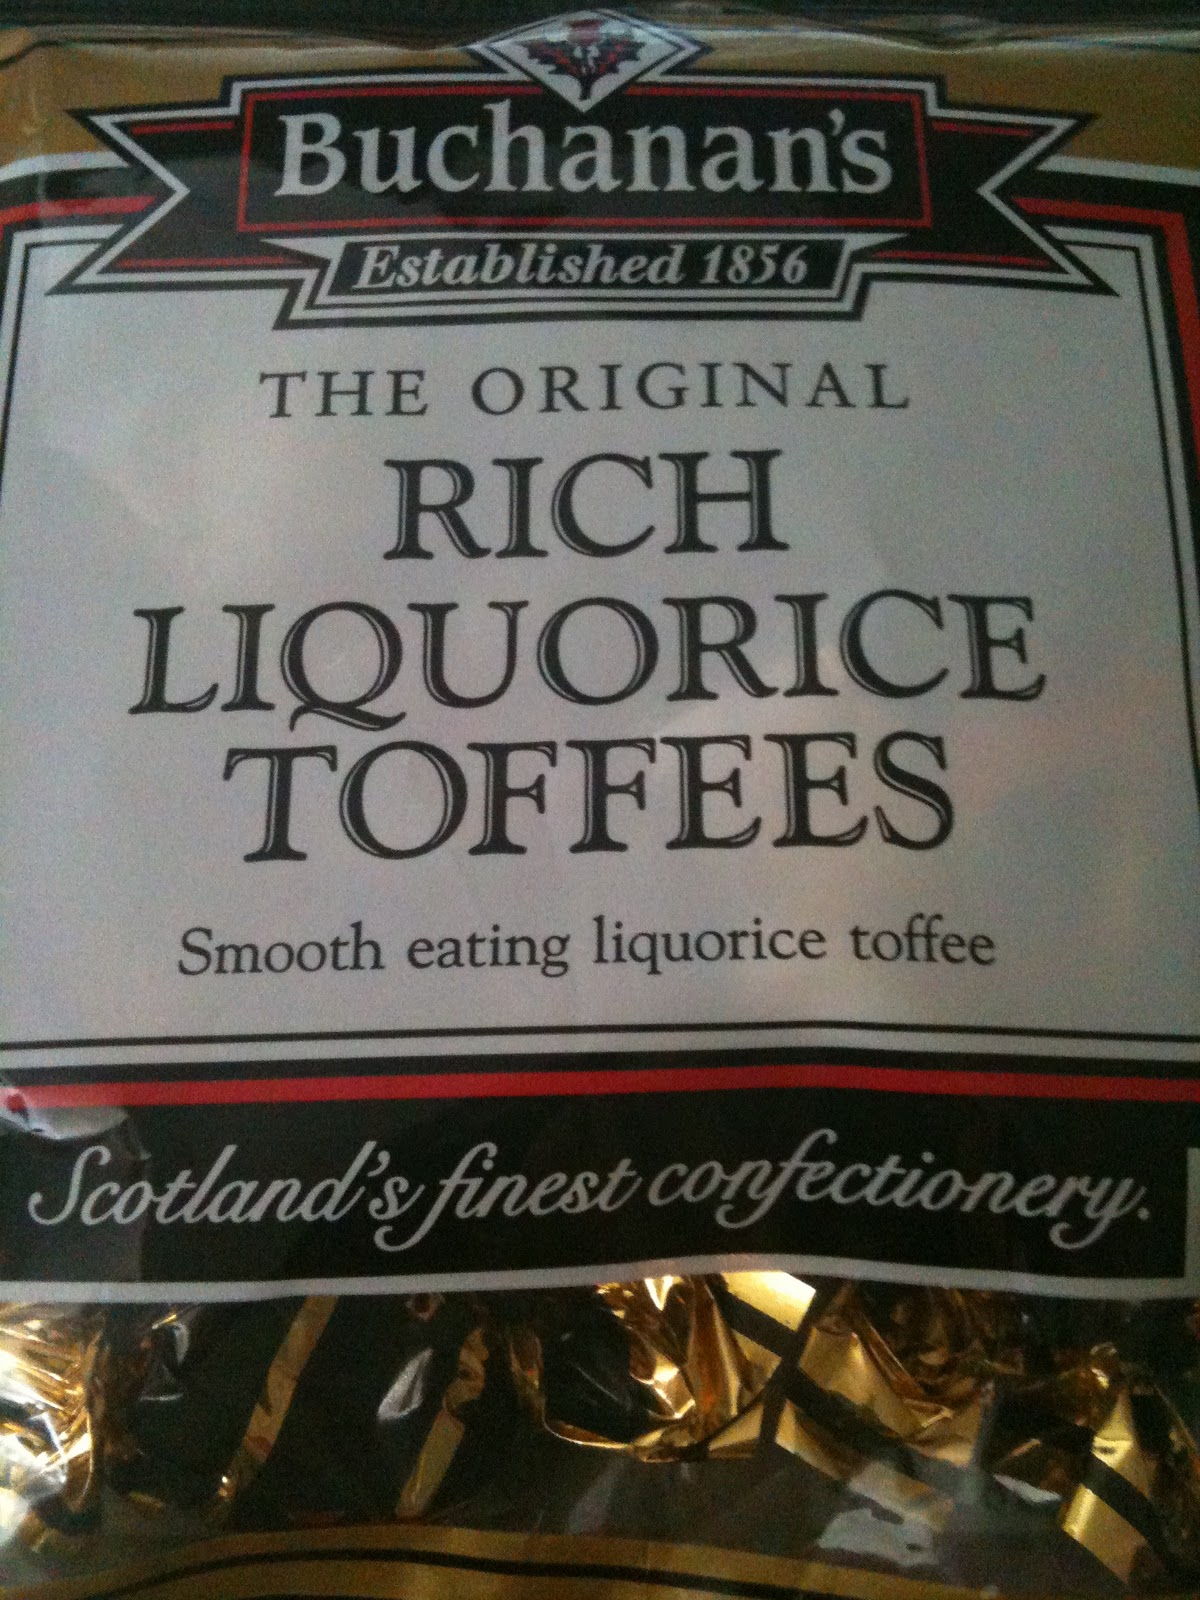 Buchanan's
Established 1856
THE ORIGINAL
RICH
LIQUORICE
TOFFEES
Smooth eating liquorice toffee
Scotland's finest confectionery.